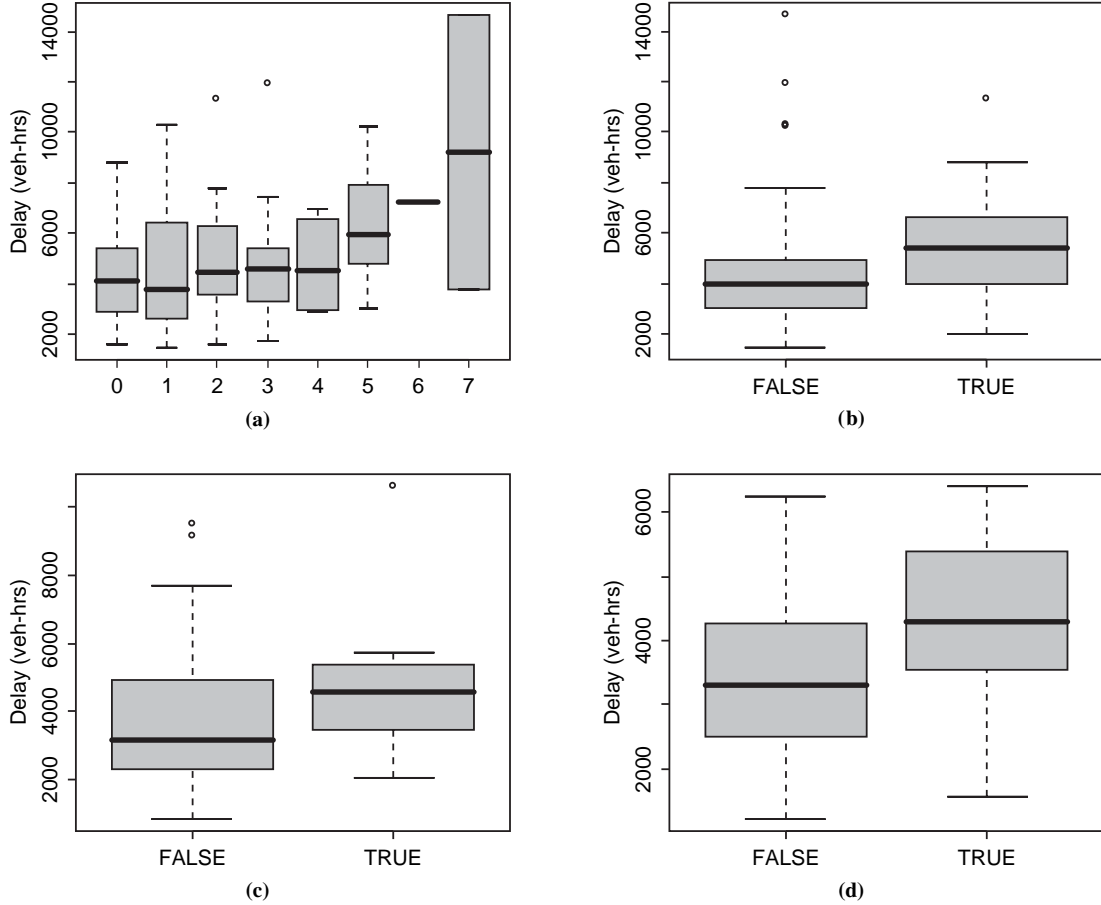 Delay (veh-hrs)
14000
10000
6000
2000
0 1 2 3 4 5 6 7
(a)
Delay (veh-hrs)
14000
10000
6000
2000
FALSE TRUE
(b)
Delay (veh-hrs)
8000
6000
4000
2000
FALSE TRUE
(c)
Delay (veh-hrs)
6000
4000
2000
FALSE TRUE
(d)